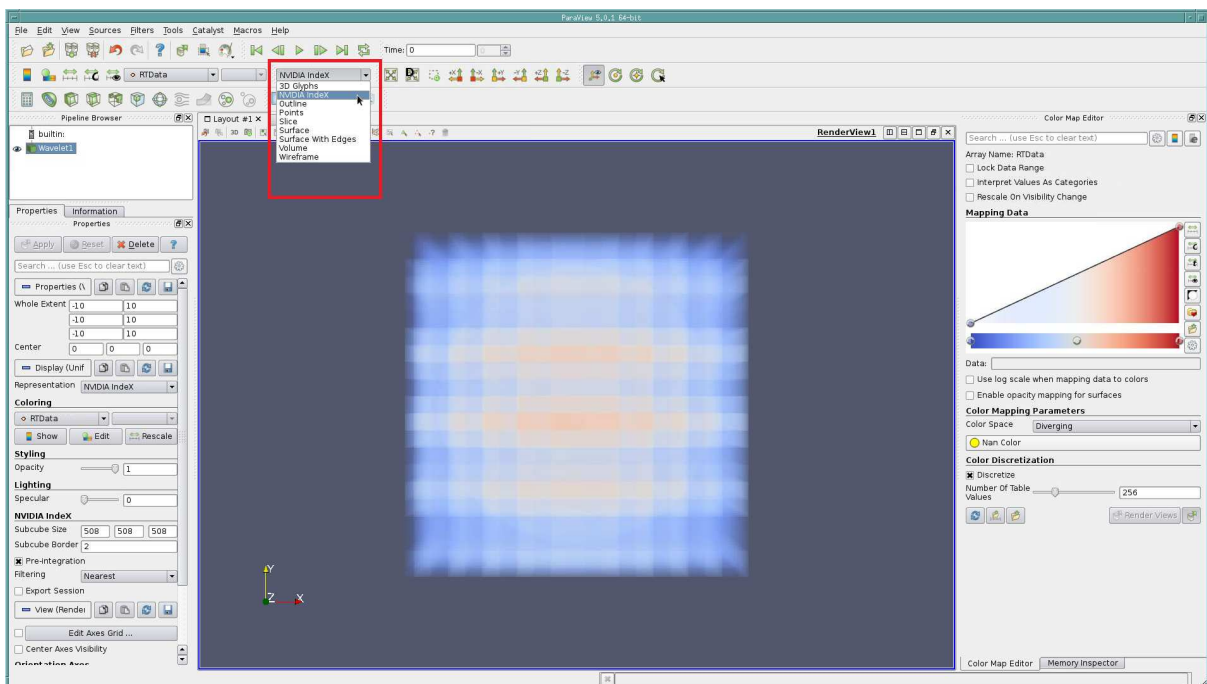 ParaView 5.0.1 64-bit
File Edit View Sources Filters Tools Catalyst Macros Help
Time: 0
RTData
NVIDIA IndeX
3D Glyphs
NVIDIA IndeX
Outline
Points
Slice
Surface
Surface With Edges
Volume
Wireframe
Pipeline Browser
builtin:
Wavelet1
Layout #1
3D
RenderView1
Properties Information
Properties
Apply Reset Delete ?
Search ... (use Esc to clear text)
Properties (\
Whole Extent -10 10
-10 10
-10 10
Center 0 0 0
Display (Unif
Representation NVIDIA IndeX
Coloring
RTData
Show Edit Rescale
Styling
Opacity 1
Lighting
Specular 0
NVIDIA IndeX
Subcube Size 508 508 508
Subcube Border 2
Pre-integration
Filtering Nearest
Export Session
View (Render
Edit Axes Grid ...
Center Axes Visibility
Orientation Axes
Y
Z X
Color Map Editor
Search ... (use Esc to clear text)
Array Name: RTData
Lock Data Range
Interpret Values As Categories
Rescale On Visibility Change
Mapping Data
Data:
Use log scale when mapping data to colors
Enable opacity mapping for surfaces
Color Mapping Parameters
Color Space Diverging
Nan Color
Color Discretization
Discretize
Number Of Table
Values
256
Render Views
Color Map Editor Memory Inspector